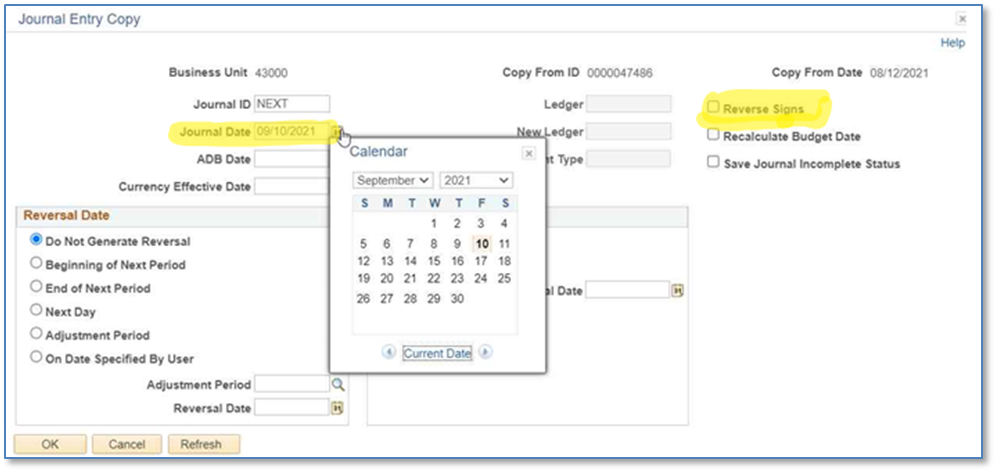 Journal Entry Copy
Help
Business Unit 43000 Copy From ID 0000047486 Copy From Date 08/12/2021
Journal ID NEXT Ledger Reverse Signs
Journal Date 09/10/2021 New Ledger Recalculate Budget Date
ADB Date nt Type Save Journal Incomplete Status
Currency Effective Date
Calendar
September 2021
S M T W T F S
1 2 3 4
5 6 7 8 9 10 11
12 13 14 15 16 17 18
19 20 21 22 23 24 25
26 27 28 29 30
Current Date
Reversal Date
Do Not Generate Reversal
Beginning of Next Period
End of Next Period
al Date
Next Day
Adjustment Period
On Date Specified By User
Adjustment Period
Reversal Date
OK Cancel Refresh